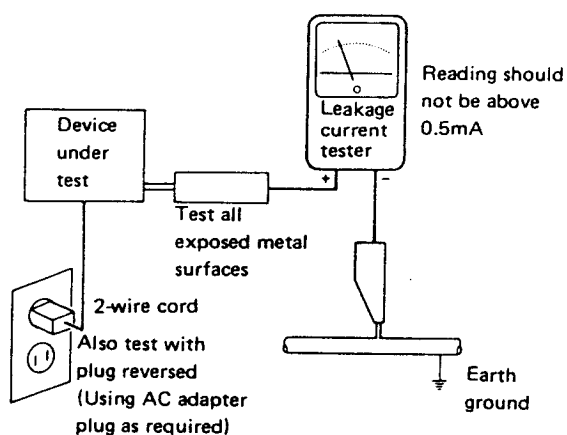 Device
under
test
Leakage
current
tester
+
-
Reading should
not be above
0.5mA
Test all
exposed metal
surfaces
2-wire cord
Also test with
plug reversed
(Using AC adapter
plug as required)
Earth
ground